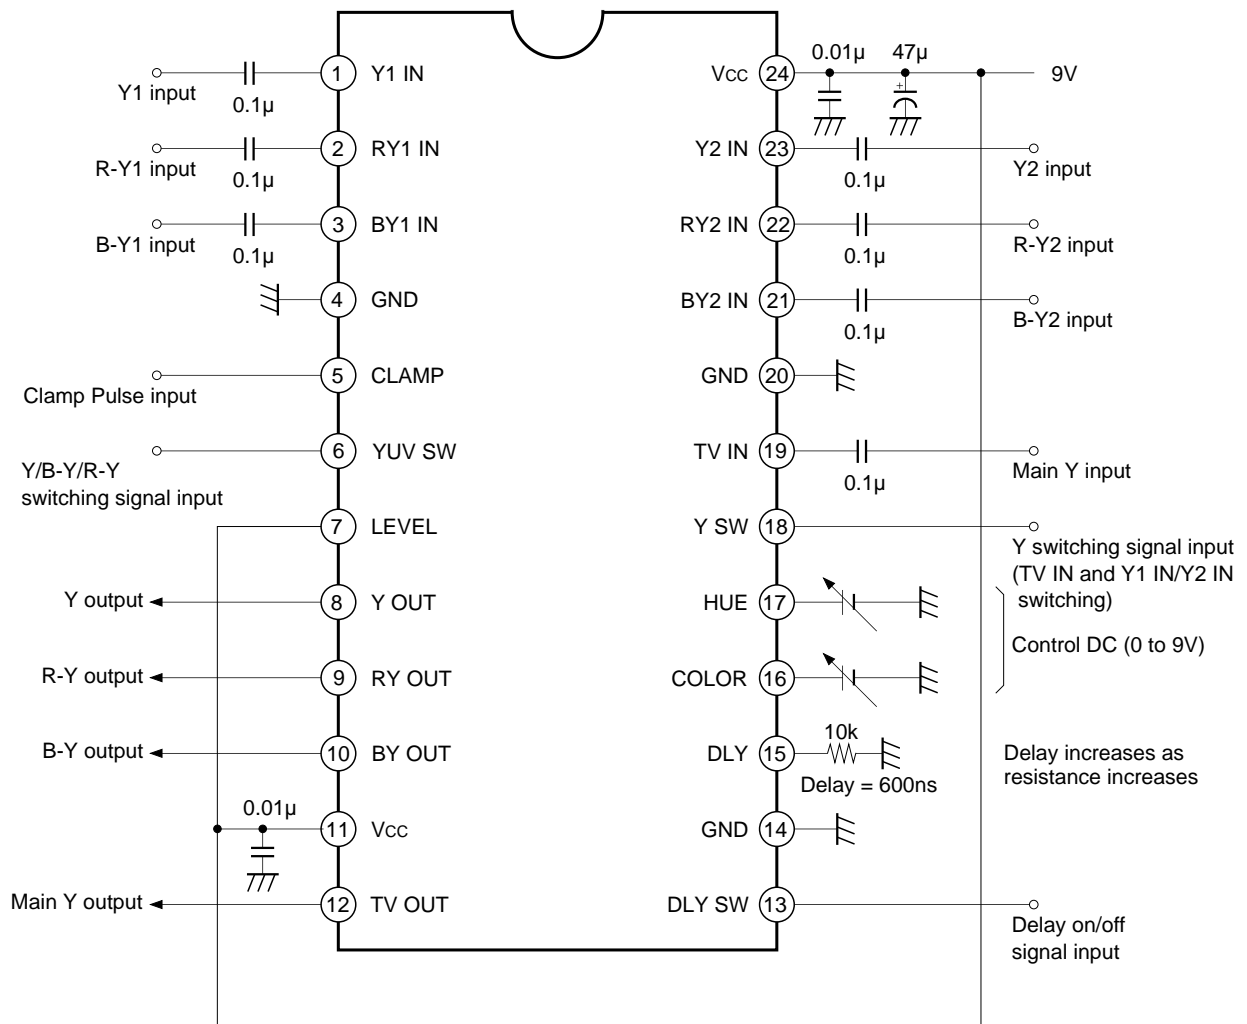 Y1 input
0.1µ
1
Y1 IN
R-Y1 input
0.1µ
2
RY1 IN
B-Y1 input
0.1µ
3
BY1 IN
4
GND
Clamp Pulse input
5
CLAMP
Y/B-Y/R-Y
switching signal input
6
YUV SW
7
LEVEL
Y output
8
Y OUT
R-Y output
9
RY OUT
B-Y output
10
BY OUT
0.01µ
11
Vcc
Main Y output
12
TV OUT
Vcc
24
0.01µ
47µ
+
9V
Y2 IN
23
0.1µ
Y2 input
RY2 IN
22
0.1µ
R-Y2 input
BY2 IN
21
0.1µ
B-Y2 input
GND
20
TV IN
19
0.1µ
Main Y input
Y SW
18
Y switching signal input
(TV IN and Y1 IN/Y2 IN
switching)
HUE
17
Control DC (0 to 9V)
COLOR
16
DLY
15
10k
Delay = 600ns
Delay increases as
resistance increases
GND
14
DLY SW
13
Delay on/off
signal input